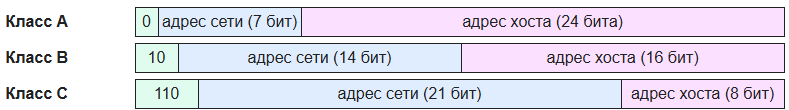 Класс A 0 адрес сети (7 бит) адрес хоста (24 бита)
Класс B 10 адрес сети (14 бит) адрес хоста (16 бит)
Класс C 110 адрес сети (21 бит) адрес хоста (8 бит)